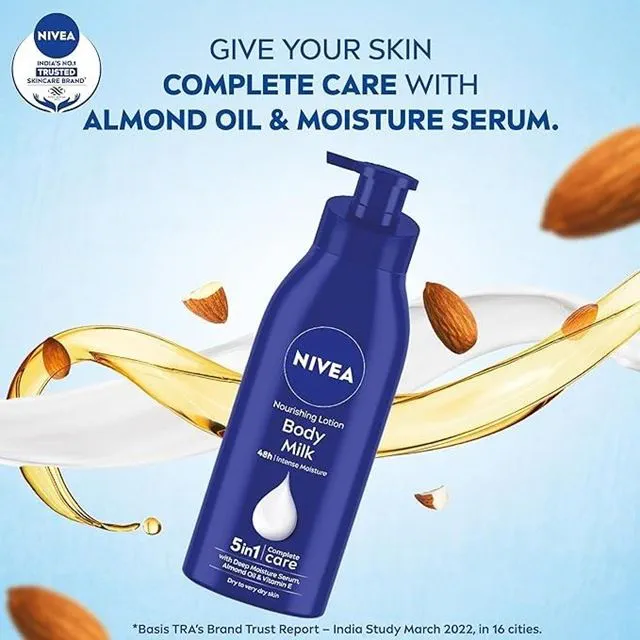 NIVEA
INDIA'S NO.1
TRUSTED
SKINCARE BRAND*
GIVE YOUR SKIN
COMPLETE CARE WITH
ALMOND OIL & MOISTURE SERUM.
NIVEA
Nourishing Lotion
Body
Milk
48h | Intense Moisture
5in1 | Complete care
with Deep Moisture Serum,
Almond Oil & Vitamin E
Dry to very dry skin
*Basis TRA's Brand Trust Report – India Study March 2022, in 16 cities.